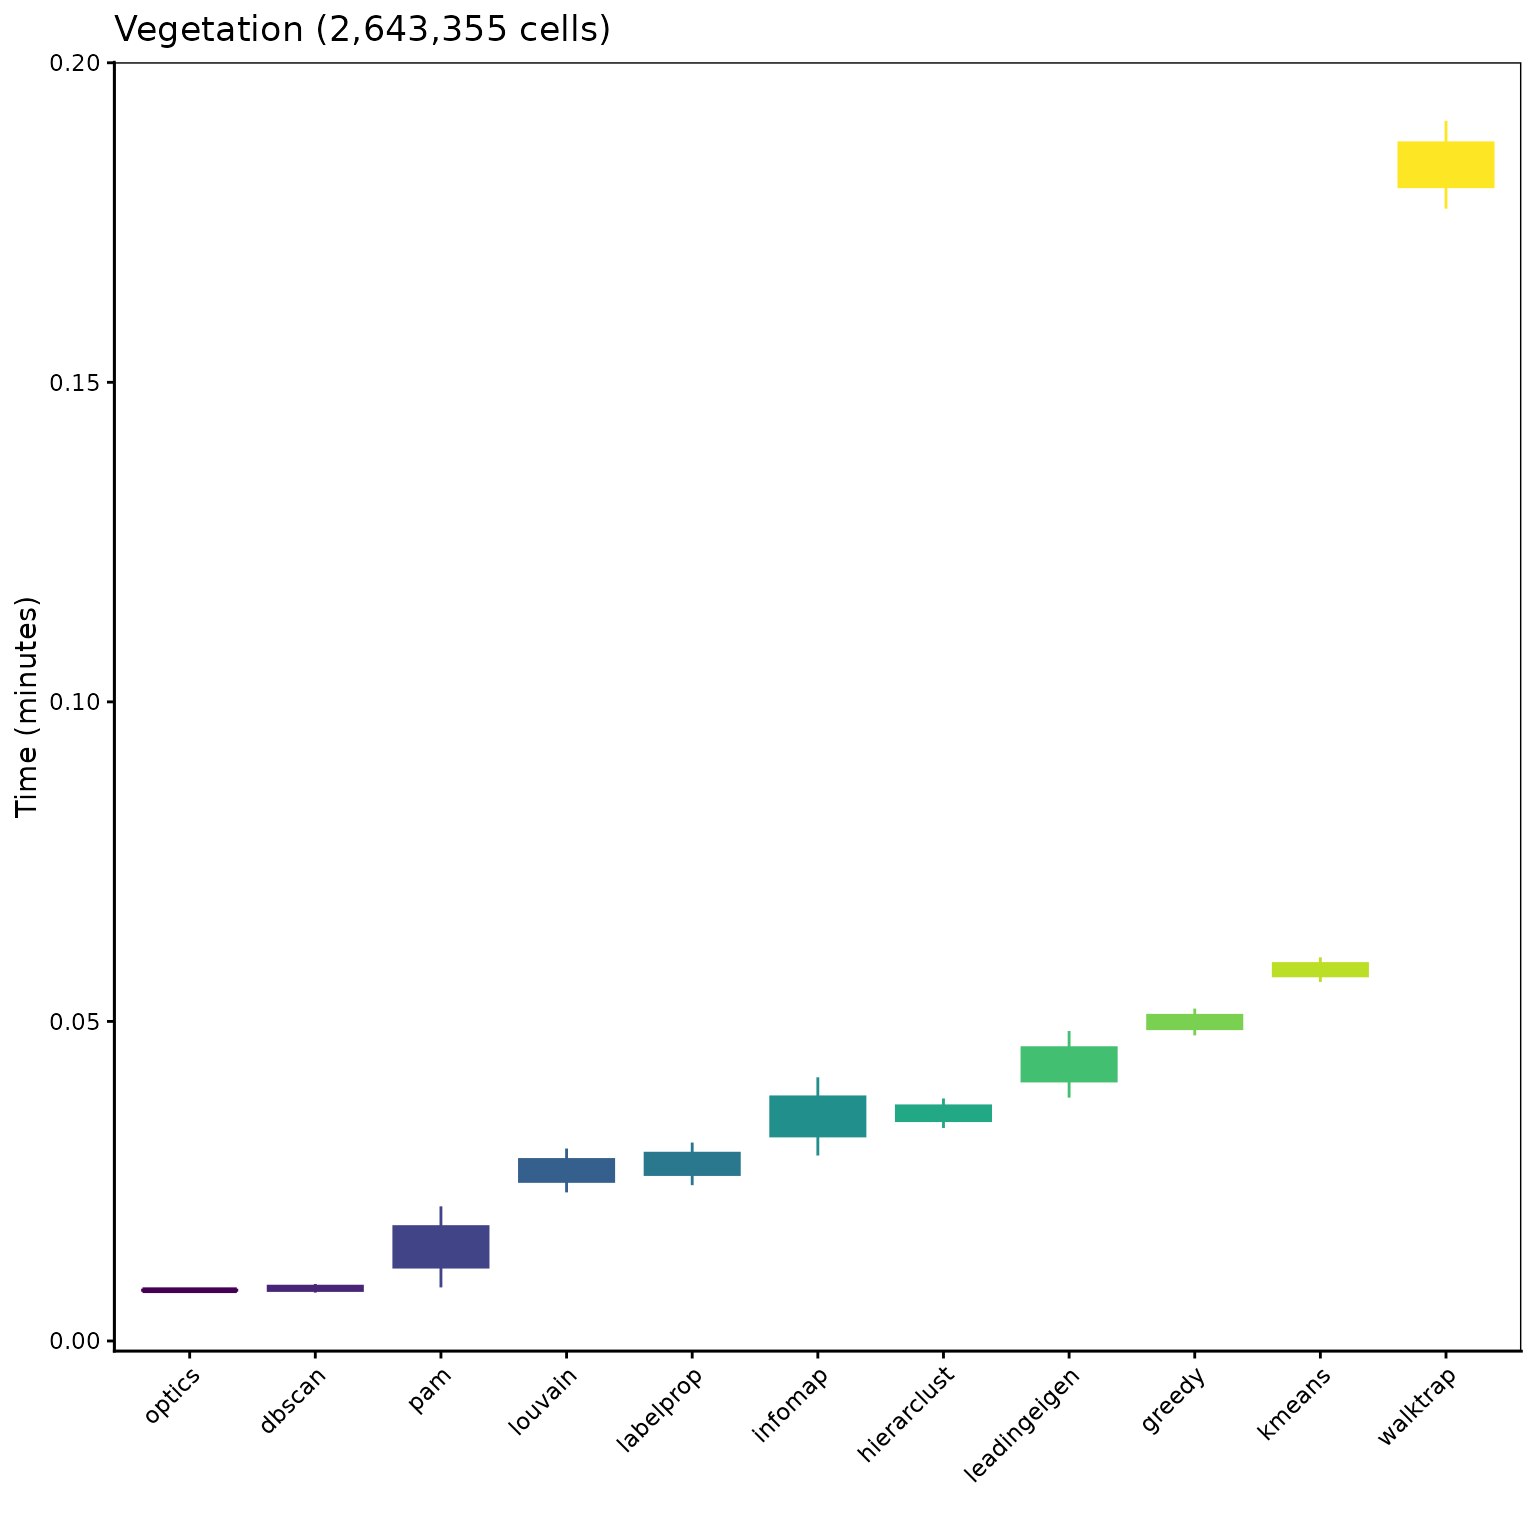 Vegetation (2,643,355 cells)
0.20
0.15
0.10
0.05
0.00
Time (minutes)
optics
dbscan
pam
louvain
labelprop
infomap
hierarclust
leadingeigen
greedy
kmeans
walktrap